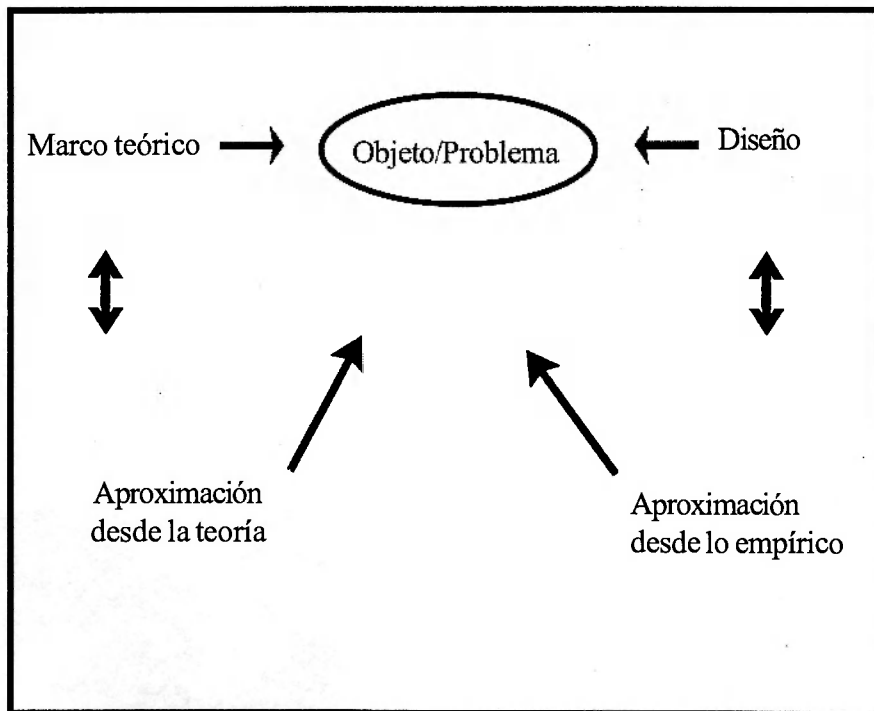 Marco teórico
Objeto/Problema
Diseño
Aproximación
desde la teoría
Aproximación
desde lo empírico